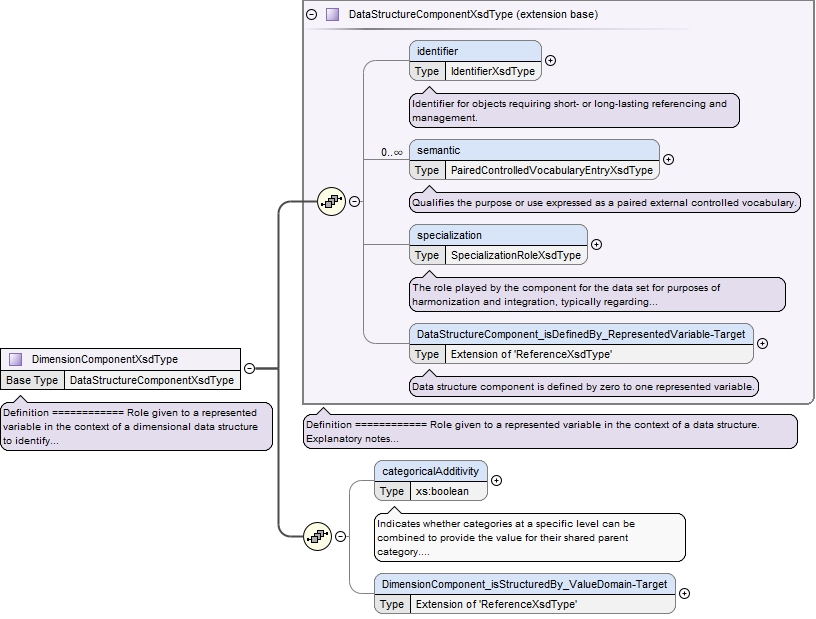 DataStructureComponentXsdType (extension base)
identifier
Type IdentifierXsdType
Identifier for objects requiring short- or long-lasting referencing and
management.
0..∞
semantic
Type PairedControlledVocabularyEntryXsdType
Qualifies the purpose or use expressed as a paired external controlled vocabulary.
specialization
Type SpecializationRoleXsdType
The role played by the component for the data set for purposes of
harmonization and integration, typically regarding...
DataStructureComponent_isDefinedBy_RepresentedVariable-Target
Type Extension of 'ReferenceXsdType'
Data structure component is defined by zero to one represented variable.
DimensionComponentXsdType
Base Type DataStructureComponentXsdType
Definition ============ Role given to a represented
variable in the context of a dimensional data structure
to identify...
Definition ============ Role given to a represented variable in the context of a data structure.
Explanatory notes...
categoricalAdditivity
Type xs:boolean
Indicates whether categories at a specific level can be
combined to provide the value for their shared parent
category....
DimensionComponent_isStructuredBy_ValueDomain-Target
Type Extension of 'ReferenceXsdType'